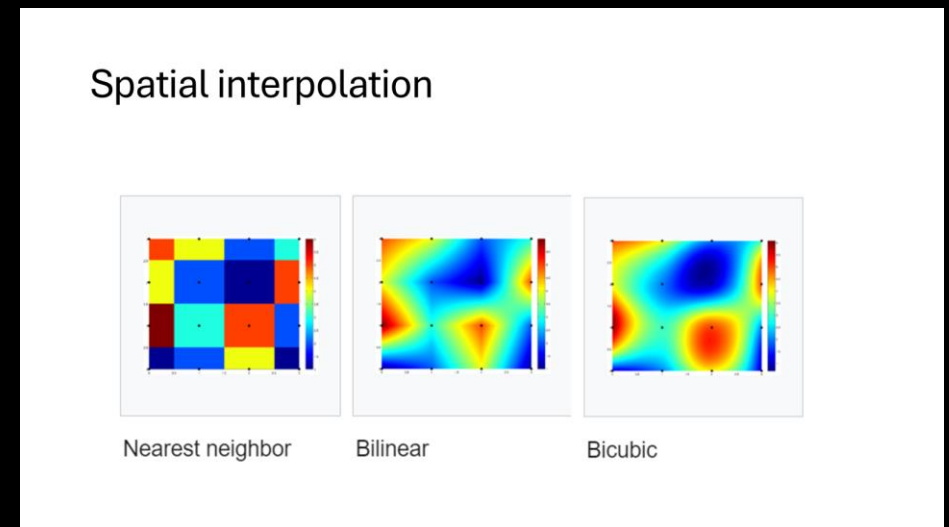 Spatial interpolation
Nearest neighbor
Bilinear
Bicubic